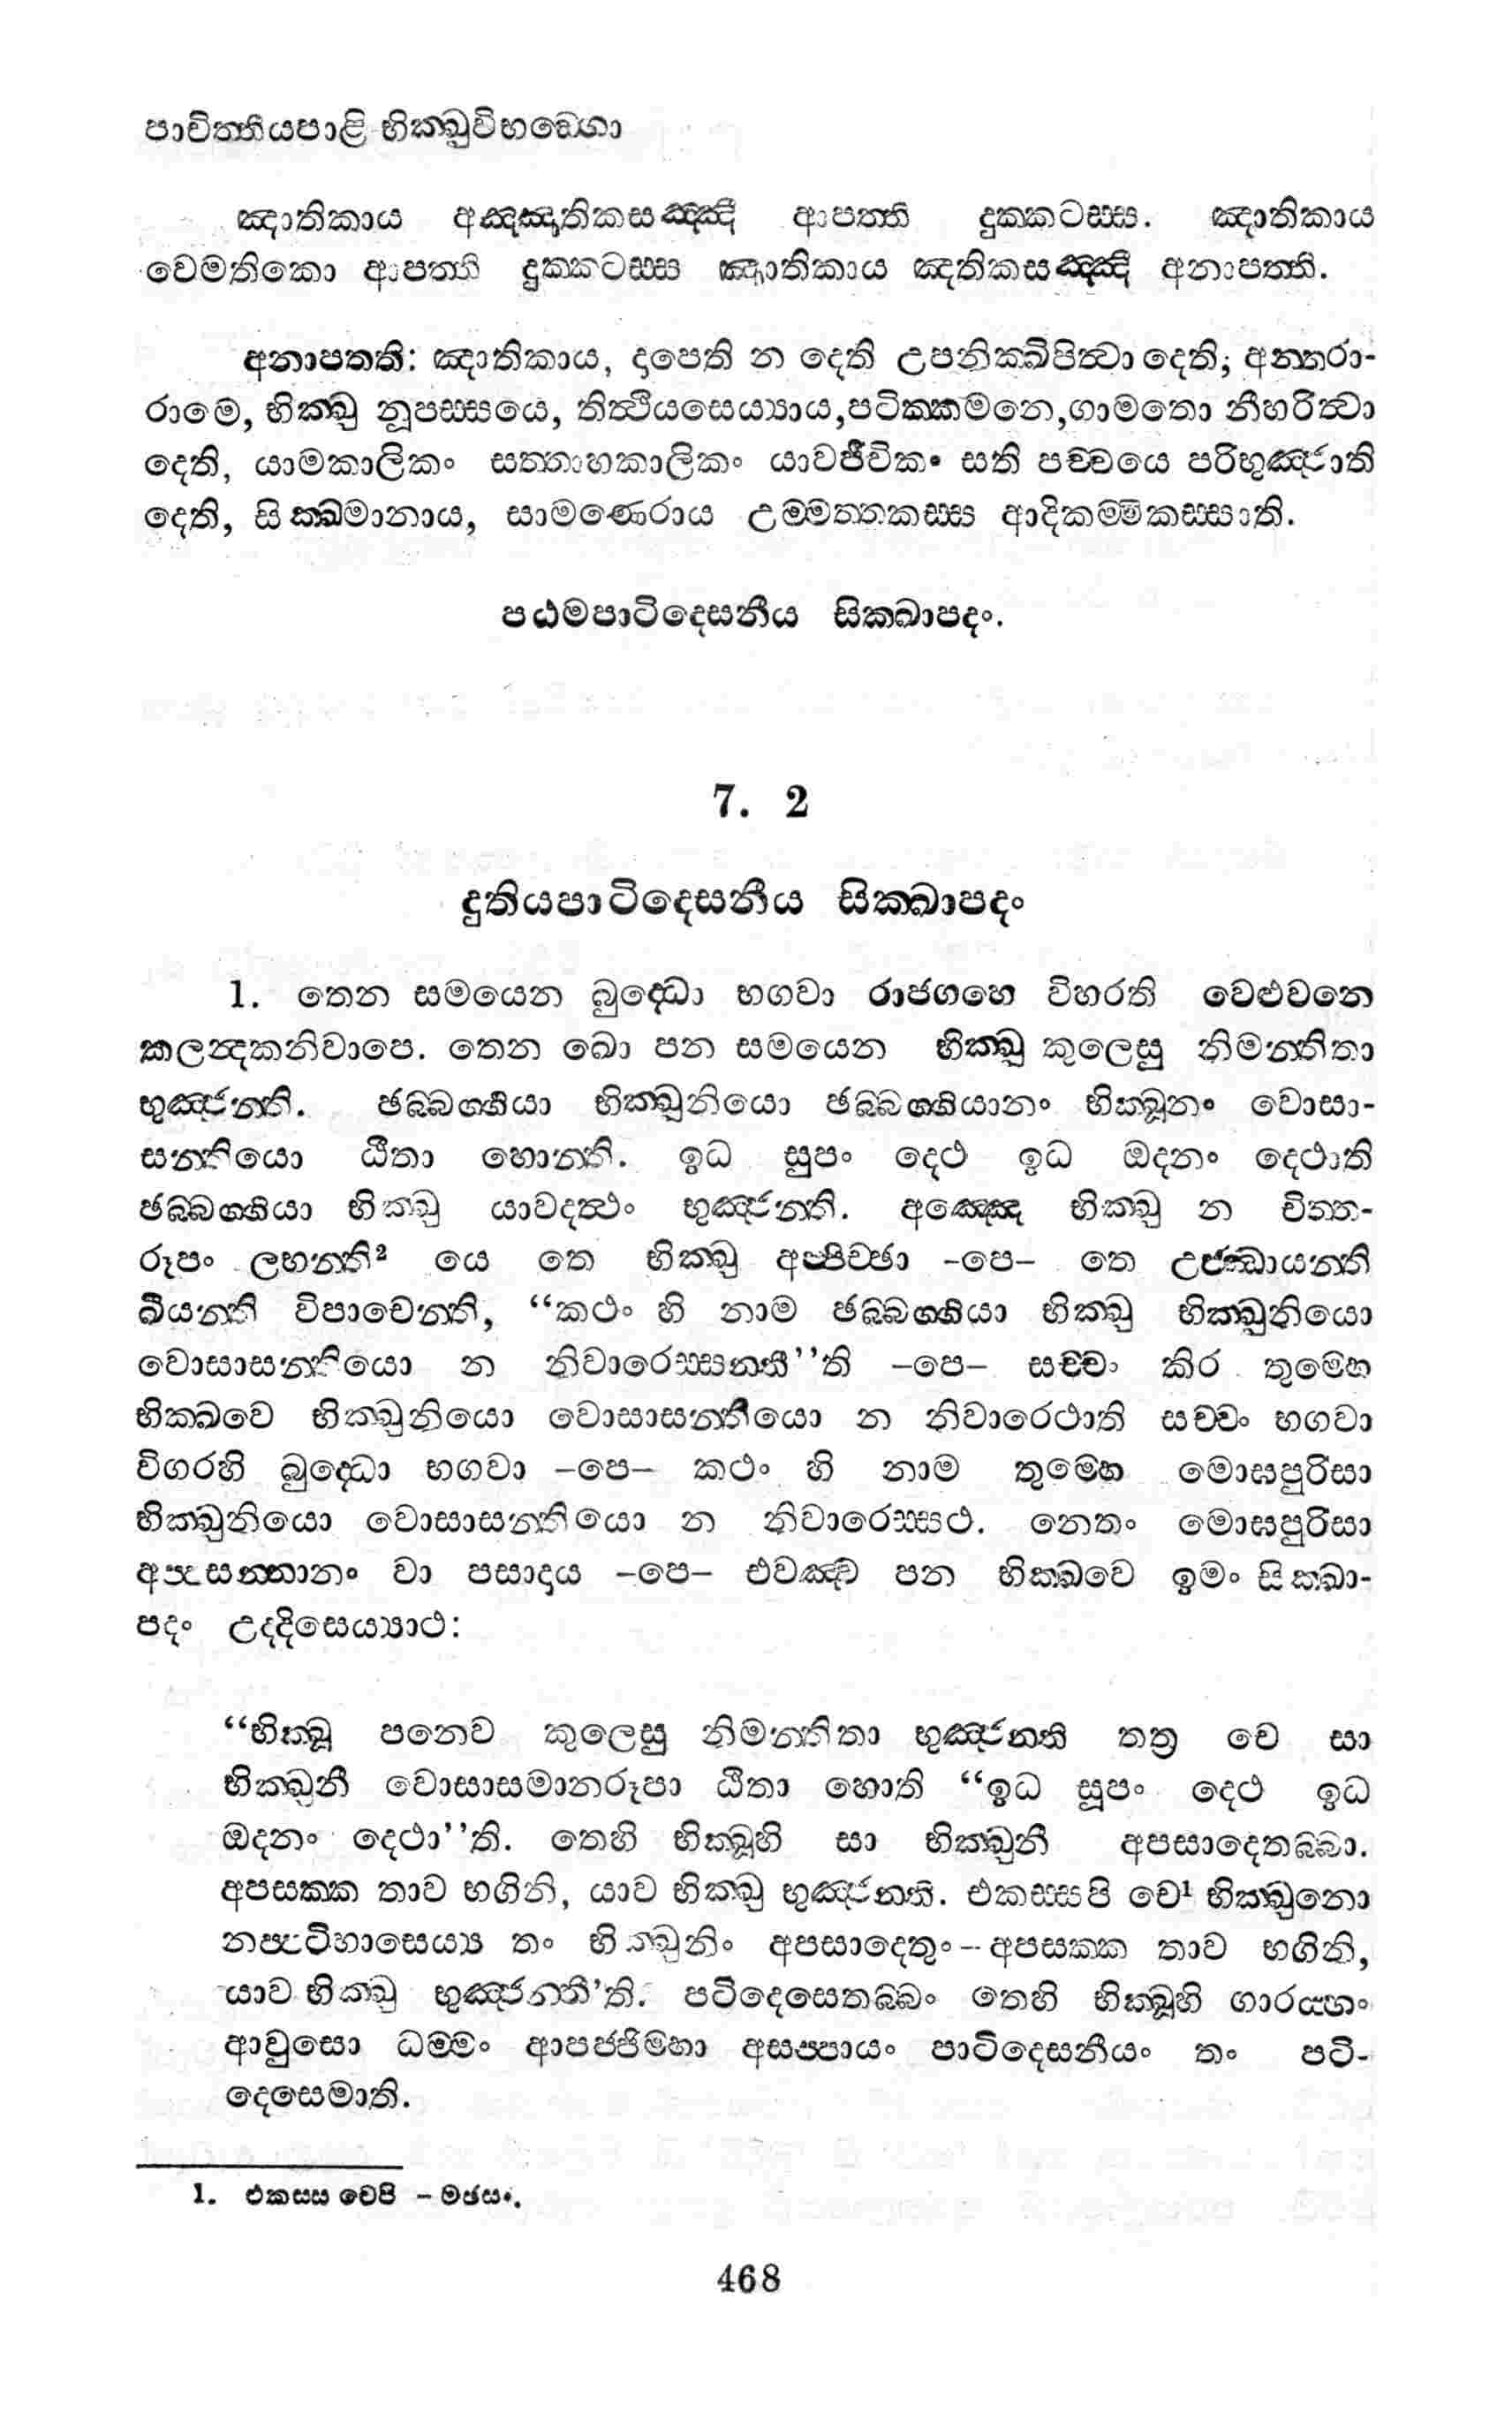 පාචිත්තියපාළි භික්ඛුවිභඞ්ගො
ඤාතිකාය අඤ්ඤාතිකසඤ්ඤී ආපත්ති දුක්කටස්ස. ඤාතිකාය
වෙමතිකො ආපත්ති දුක්කටස්ස ඤාතිකාය ඤාතිකසඤ්ඤී අනාපත්ති.
අනාපත්ති: ඤාතිකාය, දාපෙති න දෙති උපනික්ඛිපිත්වා දෙති; අන්තරා-
රාමෙ, භික්ඛු නූපස්සයෙ, තිත්ථියසෙය්‍යාය, පටික්කමනෙ, ගාමතො නීහරිත්වා
දෙති, යාමකාලිකං සත්තාහකාලිකං යාවජීවිකං සති පච්චයෙ පරිභුඤ්ජාති
දෙති, සික්ඛමානාය, සාමණෙරාය උම්මත්තකස්ස ආදිකම්මිකස්සාති.
පඨමපාටිදෙසනීය සික්ඛාපදං.
7. 2
දුතියපාටිදෙසනීය සික්ඛාපදං
1. තෙන සමයෙන බුද්ධො භගවා රාජගහෙ විහරති වෙළුවනෙ
කලන්දකනිවාපෙ. තෙන ඛො පන සමයෙන භික්ඛු කුලෙසු නිමන්තිතා
භුඤ්ජන්ති. ඡබ්බග්ගියා භික්ඛුනියො ඡබ්බග්ගියානං භික්ඛූනං වොසා-
සන්තියො ඨිතා හොන්ති. ඉධ සුපං දෙථ ඉධ ඔදනං දෙථාති
ඡබ්බග්ගියා භික්ඛු යාවදත්ථං භුඤ්ජන්ති. අඤ්ඤෙ භික්ඛු න චිත්ත-
රූපං ලභන්ති² යෙ තෙ භික්ඛු අප්පිච්ඡා –පෙ– තෙ උජ්ඣායන්ති
ඛීයන්ති විපාචෙන්ති, “කථං හි නාම ඡබ්බග්ගියා භික්ඛු භික්ඛුනියො
වොසාසන්තියො න නිවාරෙස්සන්තී’’ති –පෙ– සච්චං කිර තුම්හෙ
භික්ඛවෙ භික්ඛුනියො වොසාසන්තියො න නිවාරෙථාති සච්චං භගවා
විගරහි බුද්ධො භගවා –පෙ– කථං හි නාම තුම්හෙ මොඝපුරිසා
භික්ඛුනියො වොසාසන්තියො න නිවාරෙස්සථ. නෙතං මොඝපුරිසා
අප්පසන්නානං වා පසාදාය –පෙ– එවඤ්ච පන භික්ඛවෙ ඉමං සික්ඛා-
පදං උද්දිසෙය්‍යාථ:
“භික්ඛූ පනෙව කුලෙසු නිමන්තිතා භුඤ්ජන්ති තත්‍ර චෙ සා
භික්ඛුනී වොසාසමානරූපා ඨිතා හොති “ඉධ සූපං දෙථ ඉධ
ඔදනං දෙථා’’ති. තෙහි භික්ඛූහි සා භික්ඛුනී අපසාදෙතබ්බා.
අපසක්ක තාව භගිනි, යාව භික්ඛු භුඤ්ජන්ති. එකස්සපි චෙ¹ භික්ඛුනො
නප්පටිභාසෙය්‍ය තං භික්ඛුනිං අපසාදෙතුං – අපසක්ක තාව භගිනි,
යාව භික්ඛු භුඤ්ජන්තී’ති. පටිදෙසෙතබ්බං තෙහි භික්ඛූහි ගාරය්හං
ආවුසො ධම්මං ආපජ්ජිම්හා අසප්පායං පාටිදෙසනීයං තං පටි-
දෙසෙමාති.
1. එකස්ස චෙපි – මඡසං.
468